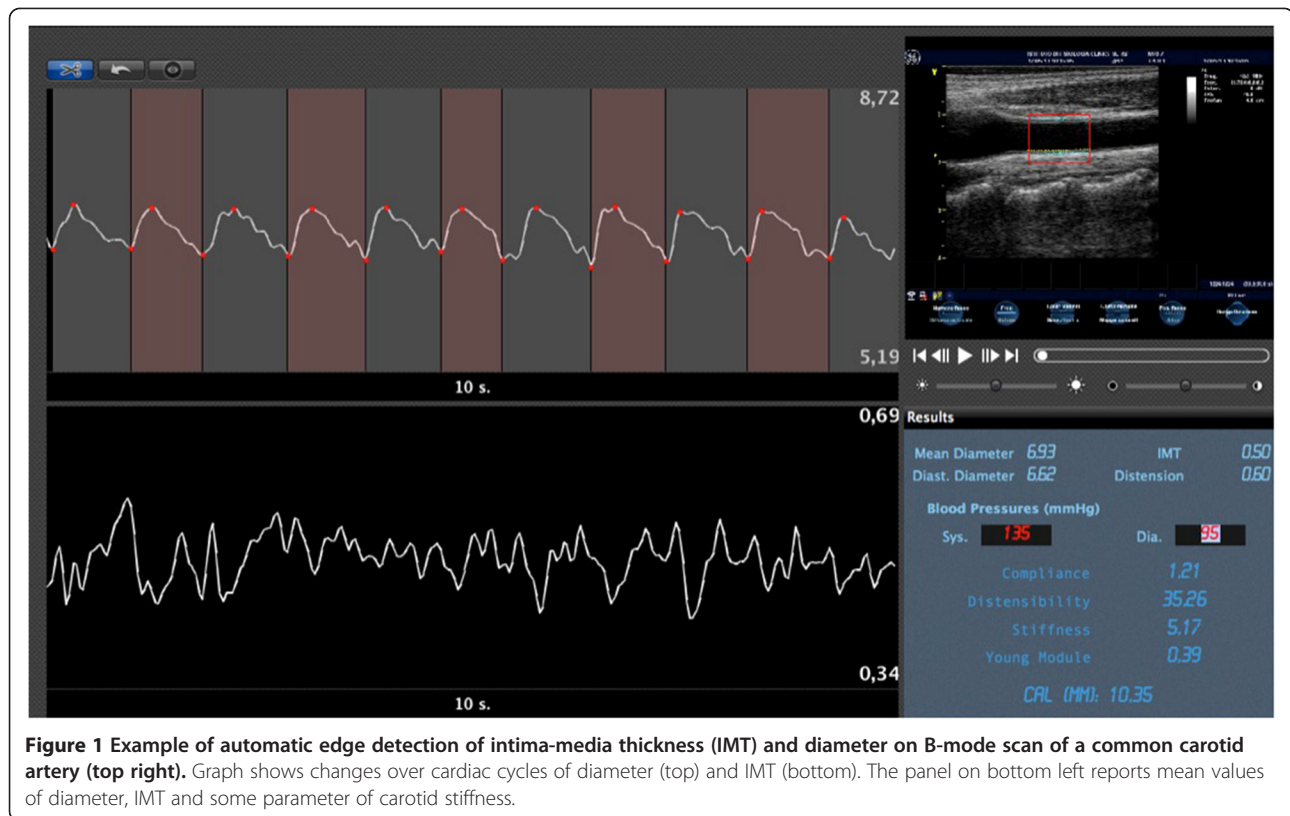 8,72
5,19
10 s.
0,69
0,34
10 s.
Results
Mean Diameter 6.93 IMT 0.50
Diast. Diameter 6.62 Distension 0.60
Blood Pressures (mmHg)
Sys. 135 Dia. 95
Compliance 1.21
Distensibility 35.26
Stiffness 5.17
Young Module 0.39
CAL (MM): 10.35
Figure 1 Example of automatic edge detection of intima-media thickness (IMT) and diameter on B-mode scan of a common carotid
artery (top right). Graph shows changes over cardiac cycles of diameter (top) and IMT (bottom). The panel on bottom left reports mean values
of diameter, IMT and some parameter of carotid stiffness.